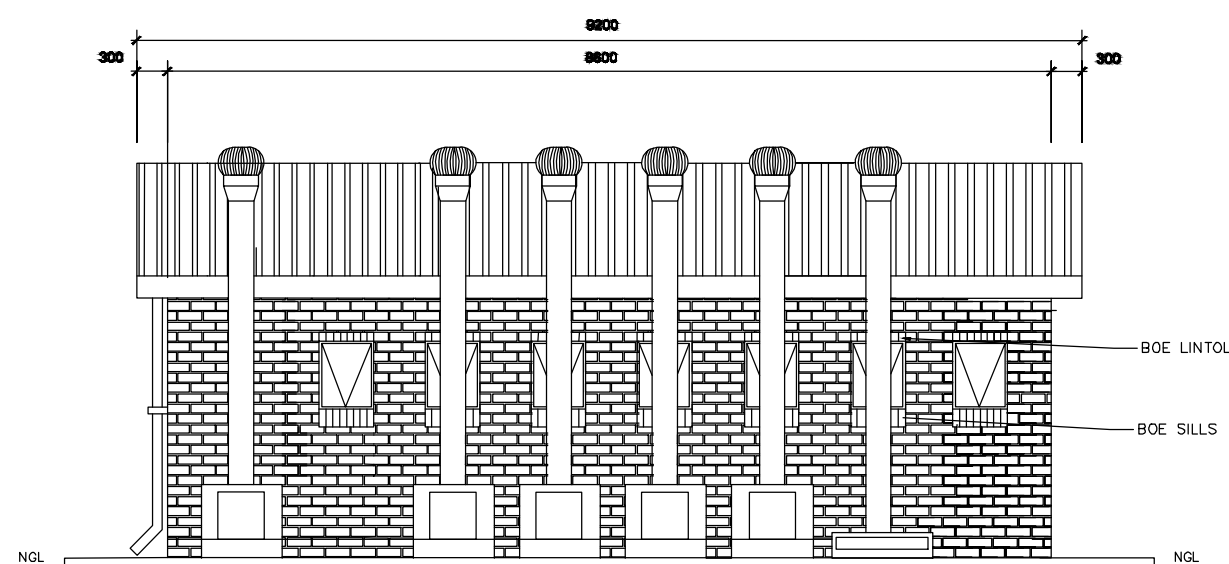 9200
300 8600 300
BOE LINTOL
BOE SILLS
NGL NGL